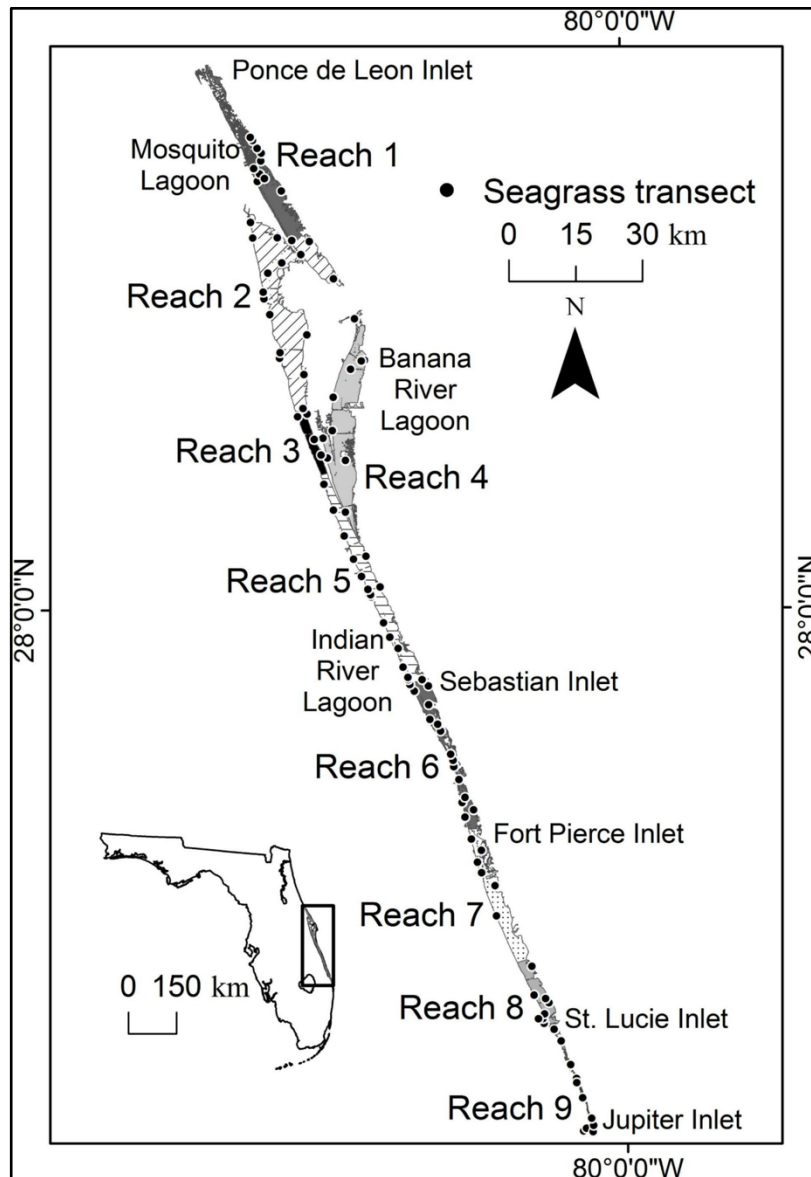 80°0'0"W
Ponce de Leon Inlet
Mosquito
Lagoon
Reach 1
Seagrass transect
0 15 30 km
N
Reach 2
Banana
River
Lagoon
Reach 3
Reach 4
Reach 5
28°0'0"N
28°0'0"N
Indian
River
Lagoon
Sebastian Inlet
Reach 6
Fort Pierce Inlet
Reach 7
0 150 km
Reach 8
St. Lucie Inlet
Reach 9
Jupiter Inlet
80°0'0"W